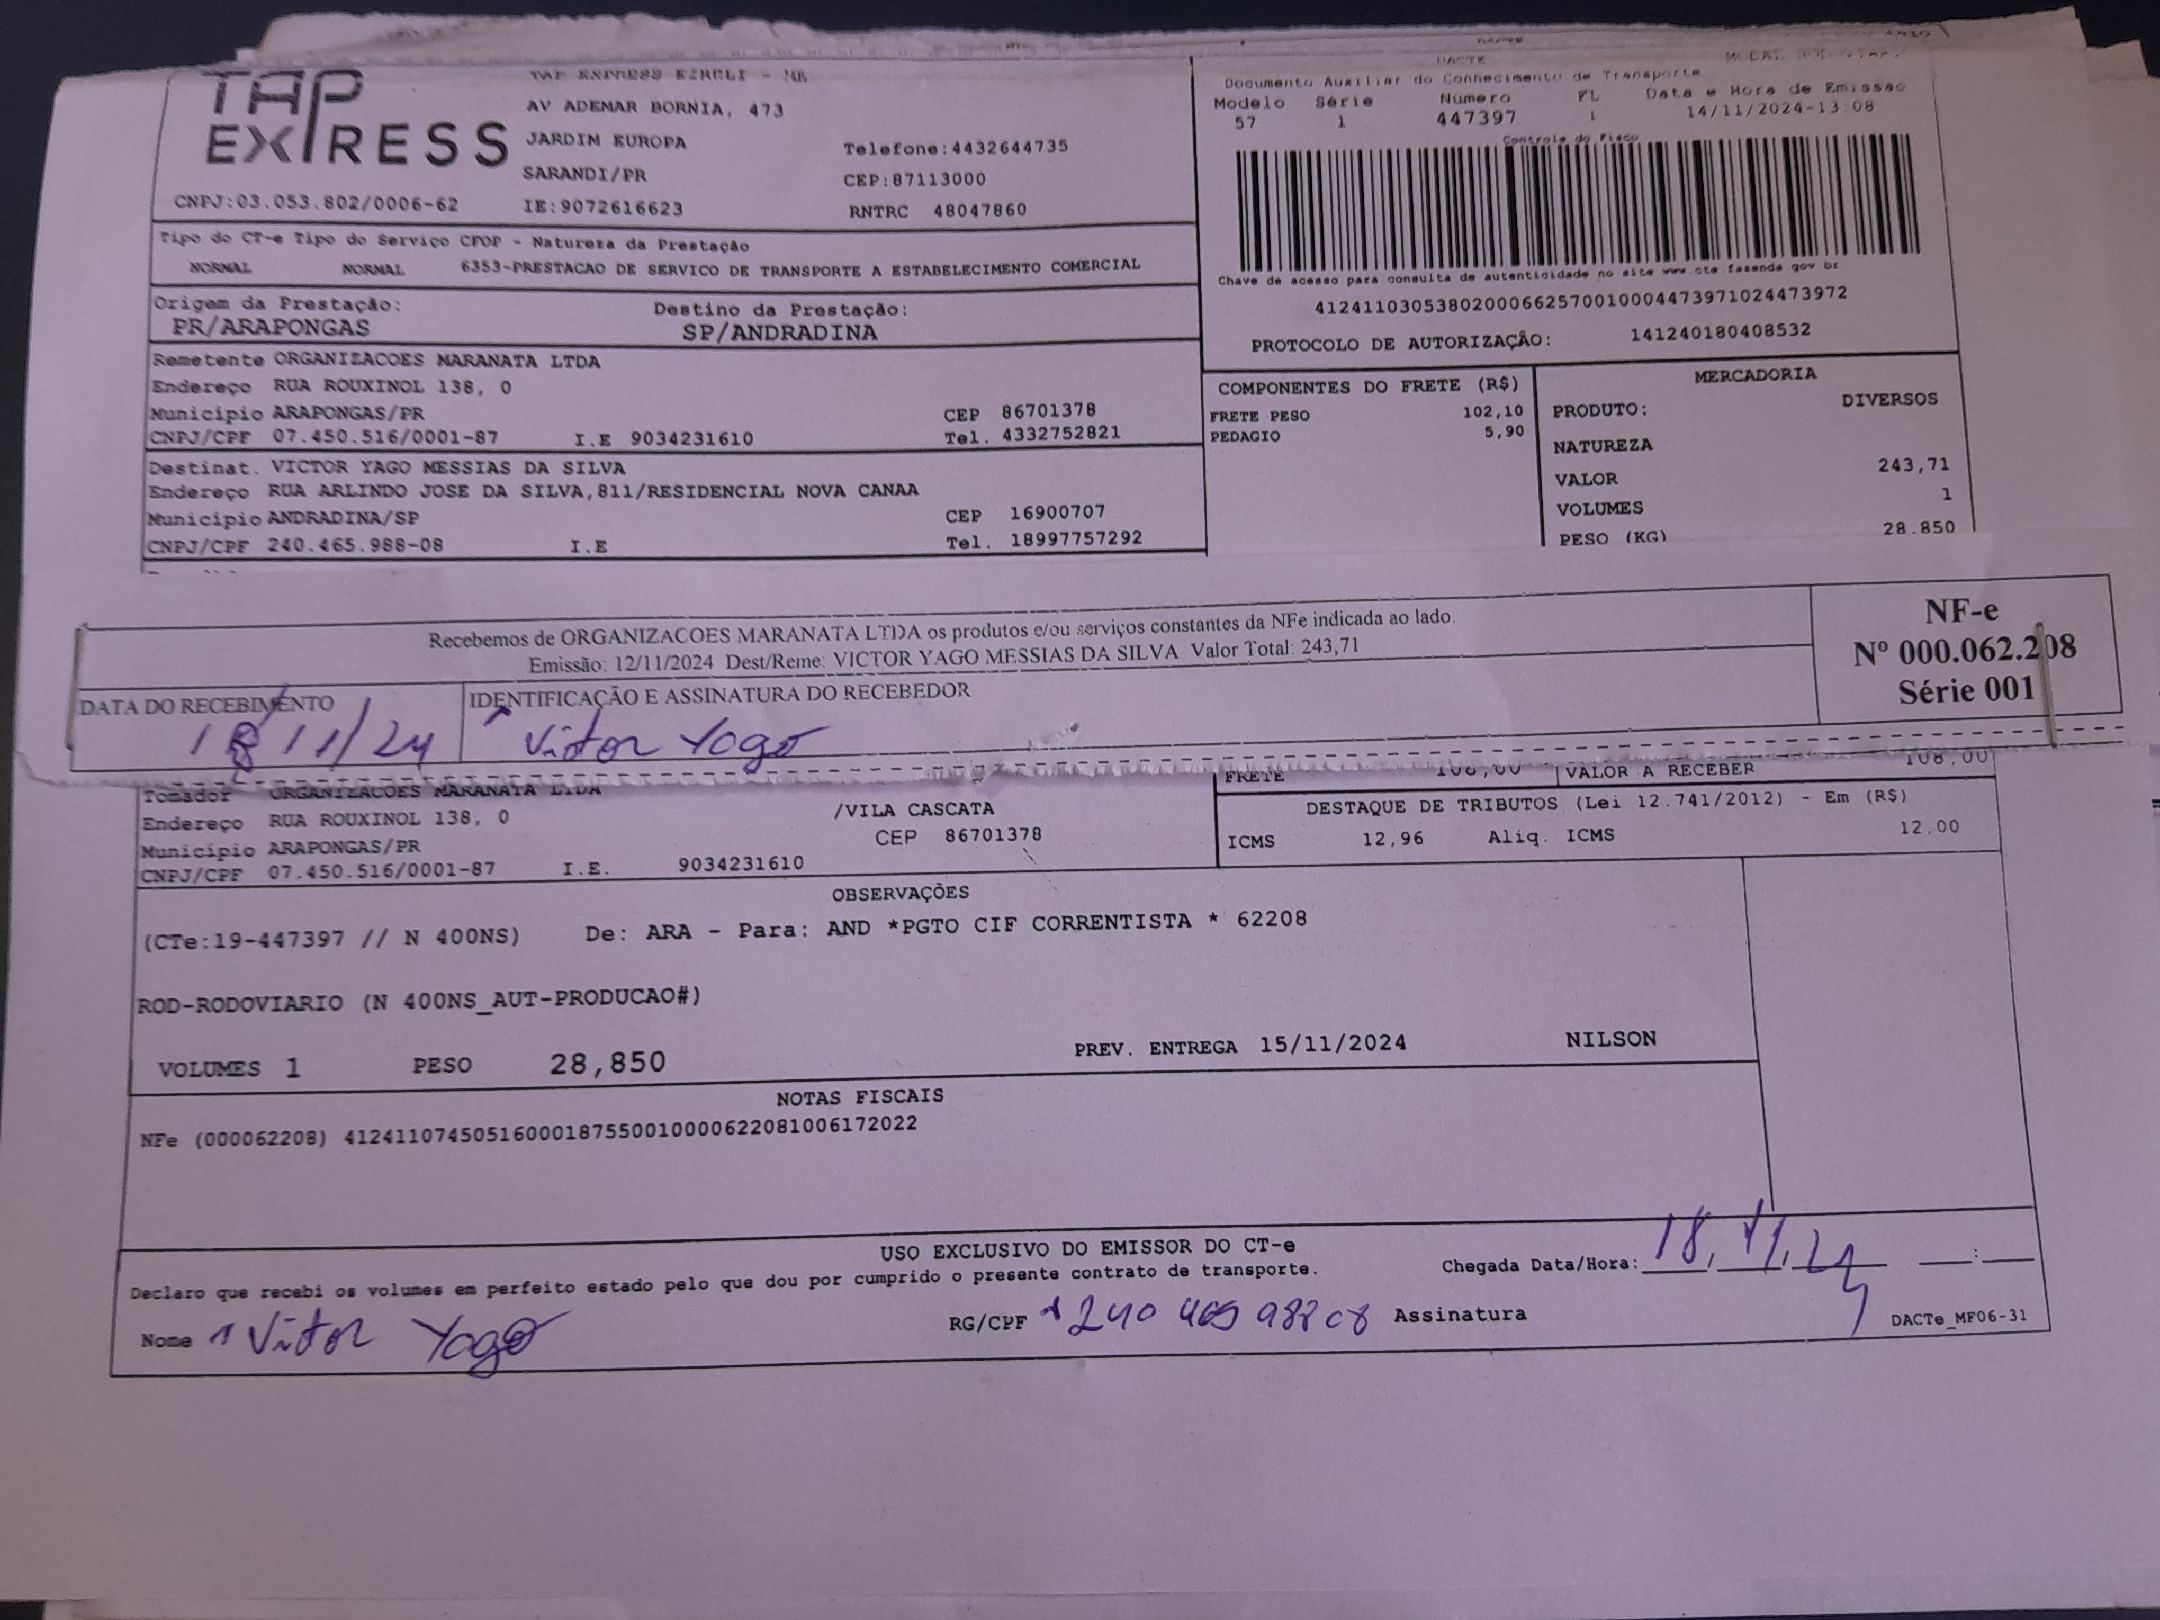 TAP EXPRESS
TAP EXPRESS EIRELI - ME
AV ADEMAR BORNIA, 473
JARDIM EUROPA Telefone:4432644735
SARANDI/PR CEP:87113000
CNPJ:03.053.802/0006-62 IE:9072616623 RNTRC 48047860
DACTE
Documento Auxiliar do Conhecimento de Transporte
Modelo Série Número FL Data e Hora de Emissao
57 1 447397 1 14/11/2024-13:08
Controle do Fisco
Chave de acesso para consulta de autenticidade no site www.cte.fazenda.gov br
41241103053802000662570010004473971024473972
PROTOCOLO DE AUTORIZAÇÃO: 141240180408532
Tipo do CT-e Tipo do Serviço CFOP - Natureza da Prestação
NORMAL NORMAL 6353-PRESTACAO DE SERVICO DE TRANSPORTE A ESTABELECIMENTO COMERCIAL
Origem da Prestação: Destino da Prestação:
PR/ARAPONGAS SP/ANDRADINA
Remetente ORGANIZACOES MARANATA LTDA
Endereço RUA ROUXINOL 138, 0
Município ARAPONGAS/PR CEP 86701378
CNPJ/CPF 07.450.516/0001-87 I.E 9034231610 Tel. 4332752821
Destinat. VICTOR YAGO MESSIAS DA SILVA
Endereço RUA ARLINDO JOSE DA SILVA,811/RESIDENCIAL NOVA CANAA
Município ANDRADINA/SP CEP 16900707
CNPJ/CPF 240.465.988-08 I.E Tel. 18997757292
COMPONENTES DO FRETE (R$)
FRETE PESO 102,10
PEDAGIO 5,90
MERCADORIA
PRODUTO: DIVERSOS
NATUREZA
VALOR 243,71
VOLUMES 1
PESO (KG) 28.850
Recebemos de ORGANIZACOES MARANATA LTDA os produtos e/ou serviços constantes da NFe indicada ao lado.
Emissão: 12/11/2024 Dest/Reme: VICTOR YAGO MESSIAS DA SILVA Valor Total: 243,71
NF-e
Nº 000.062.208
Série 001
DATA DO RECEBIMENTO IDENTIFICAÇÃO E ASSINATURA DO RECEBEDOR
18/11/24 Victor Yago
FRETE 108,00 VALOR A RECEBER 108,00
Tomador ORGANIZACOES MARANATA LTDA
Endereço RUA ROUXINOL 138, 0 /VILA CASCATA
Município ARAPONGAS/PR CEP 86701378
CNPJ/CPF 07.450.516/0001-87 I.E. 9034231610
DESTAQUE DE TRIBUTOS (Lei 12.741/2012) - Em (R$)
ICMS 12,96 Aliq. ICMS 12,00
OBSERVAÇÕES
(CTe:19-447397 // N 400NS) De: ARA - Para: AND *PGTO CIF CORRENTISTA * 62208
ROD-RODOVIARIO (N 400NS_AUT-PRODUCAO#)
VOLUMES 1 PESO 28,850 PREV. ENTREGA 15/11/2024 NILSON
NOTAS FISCAIS
NFe (000062208) 41241107450516000187550010000622081006172022
USO EXCLUSIVO DO EMISSOR DO CT-e
Declaro que recebi os volumes em perfeito estado pelo que dou por cumprido o presente contrato de transporte. Chegada Data/Hora: 18/11/24 __:__
Nome Victor Yago RG/CPF 240 465 988 08 Assinatura DACTe_MF06-31